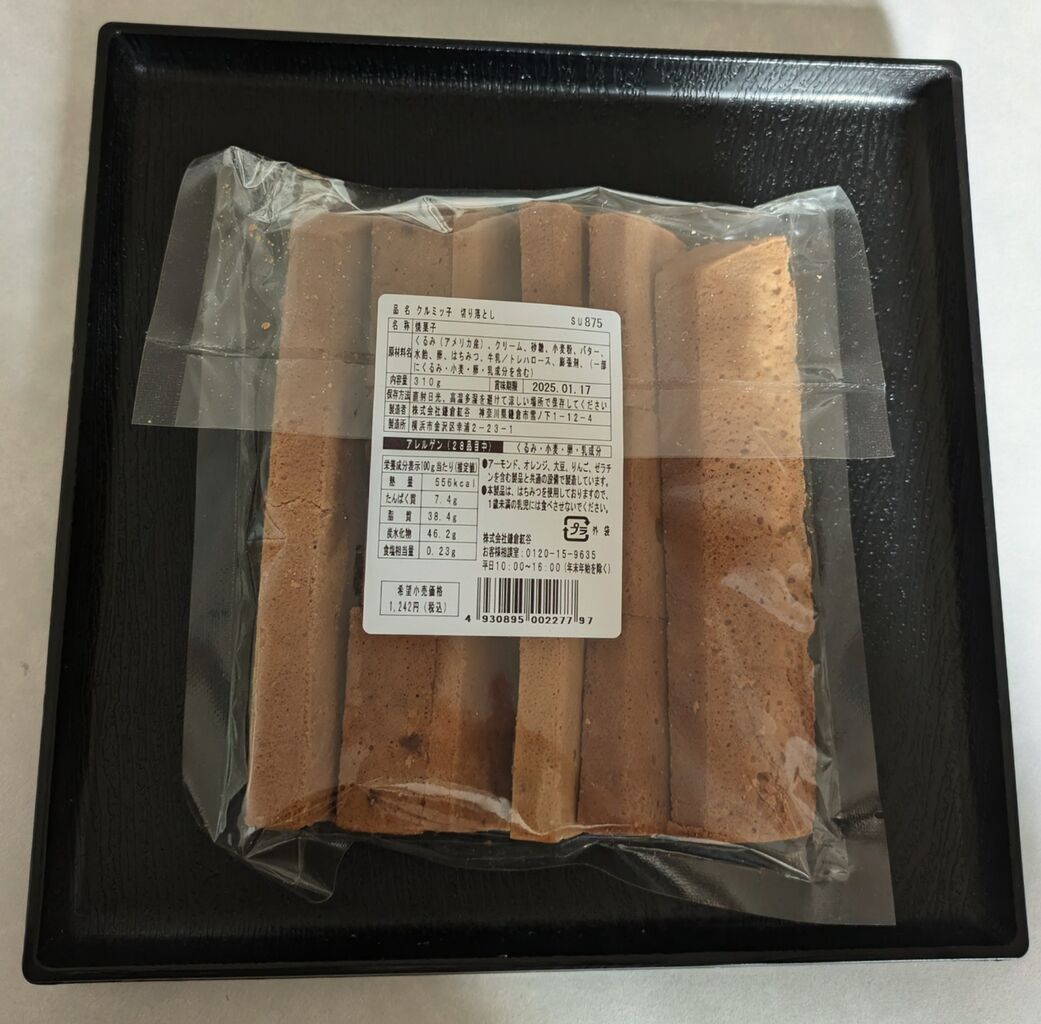 品 名 クルミッ子 切り落とし
SU875
名 称 焼菓子
原材料名 くるみ(アメリカ産)、クリーム、砂糖、小麦粉、バター、
水飴、卵、はちみつ、牛乳/トレハロース、膨張剤、(一部
にくるみ・小麦・卵・乳成分を含む)
内容量 310g 賞味期限 2025.01.17
保存方法 直射日光、高温多湿を避けて涼しい場所で保存してください
製造者 株式会社鎌倉紅谷 神奈川県鎌倉市雪ノ下1-12-4
製造所 横浜市金沢区幸浦2-23-1
アレルゲン(28品目中) くるみ・小麦・卵・乳成分
栄養成分表示100g当たり(推定値)
熱 量 556kcal
たんぱく質 7.4g
脂 質 38.4g
炭水化物 46.2g
食塩相当量 0.23g
●アーモンド、オレンジ、大豆、りんご、ゼラチ
ンを含む製品と共通の設備で製造しています。
●本製品は、はちみつを使用しておりますので、
1歳未満の乳児には食べさせないでください。
プラ 外袋
株式会社鎌倉紅谷
お客様相談室:0120-15-9635
平日10:00~16:00(年末年始を除く)
希望小売価格
1,242円(税込)
4 930895 002277 97